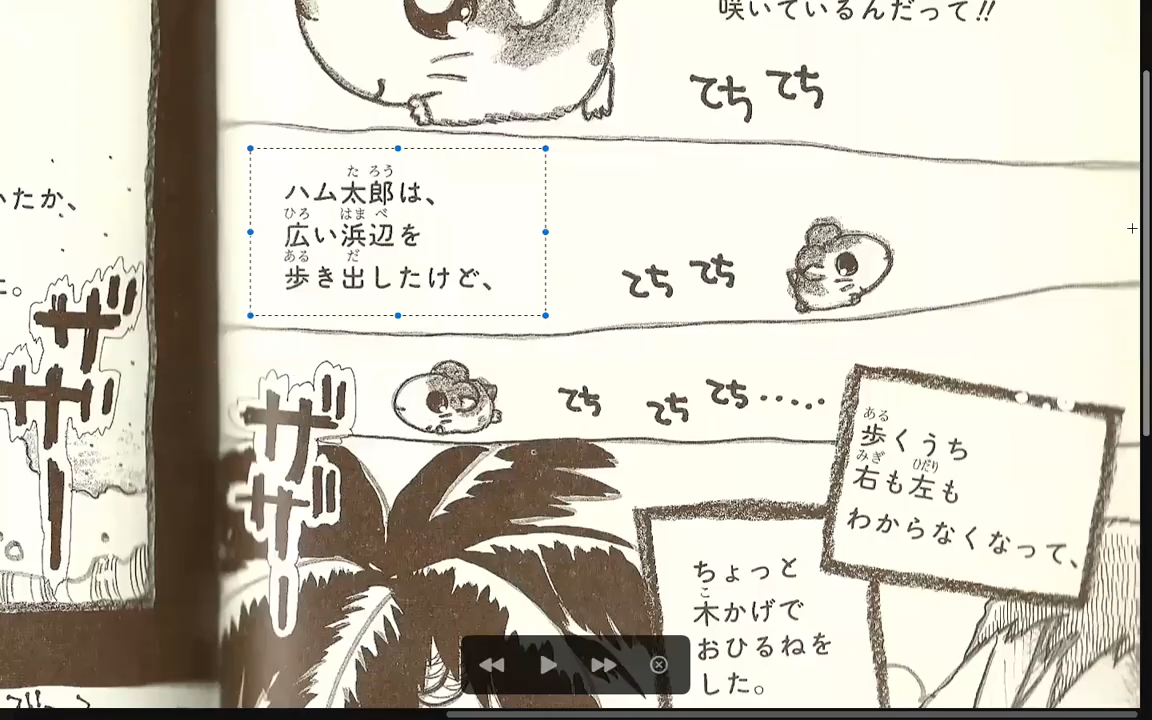 咲いているんだって!!
てち てち
ハム太郎は、
広い浜辺を
歩き出したけど、
てち てち
てち てち てち・・・・・
ザザー
ザザー
歩くうち
右も左も
わからなくなって、
ちょっと
木かげで
おひるねを
した。